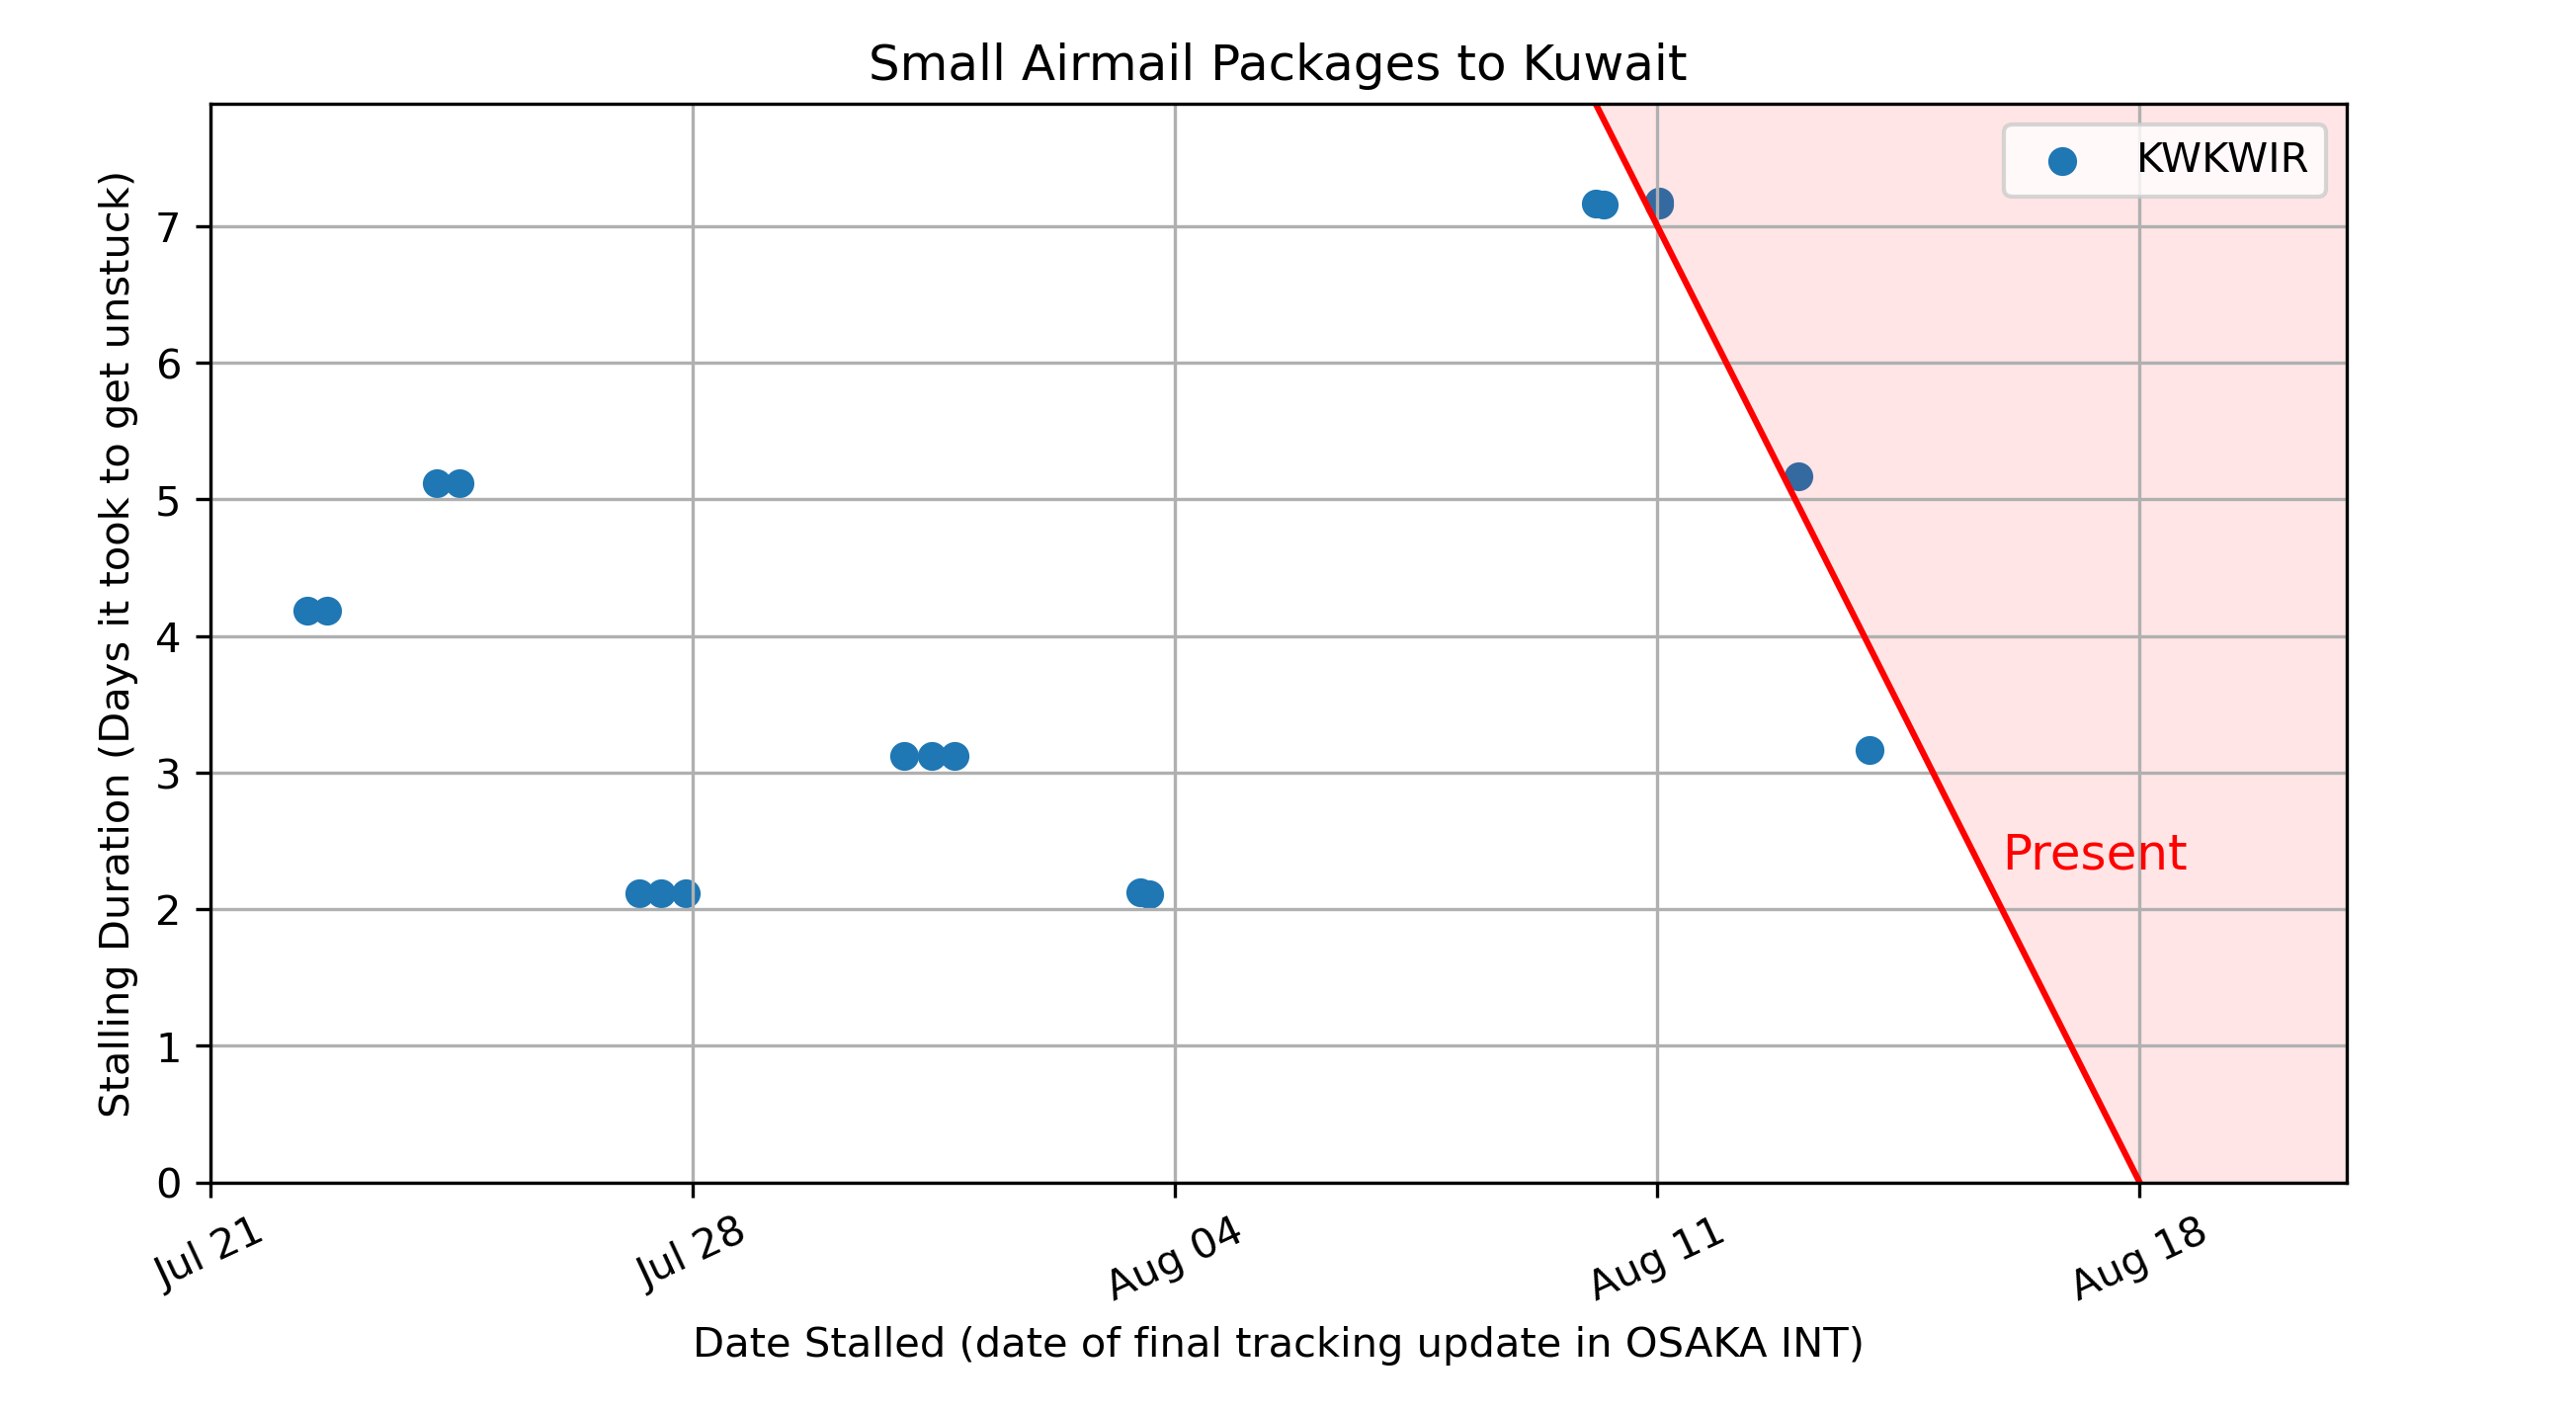 Small Airmail Packages to Kuwait
KWKWIR
Stalling Duration (Days it took to get unstuck)
7
6
5
4
3
2
1
0
Present
Jul 21
Jul 28
Aug 04
Aug 11
Aug 18
Date Stalled (date of final tracking update in OSAKA INT)